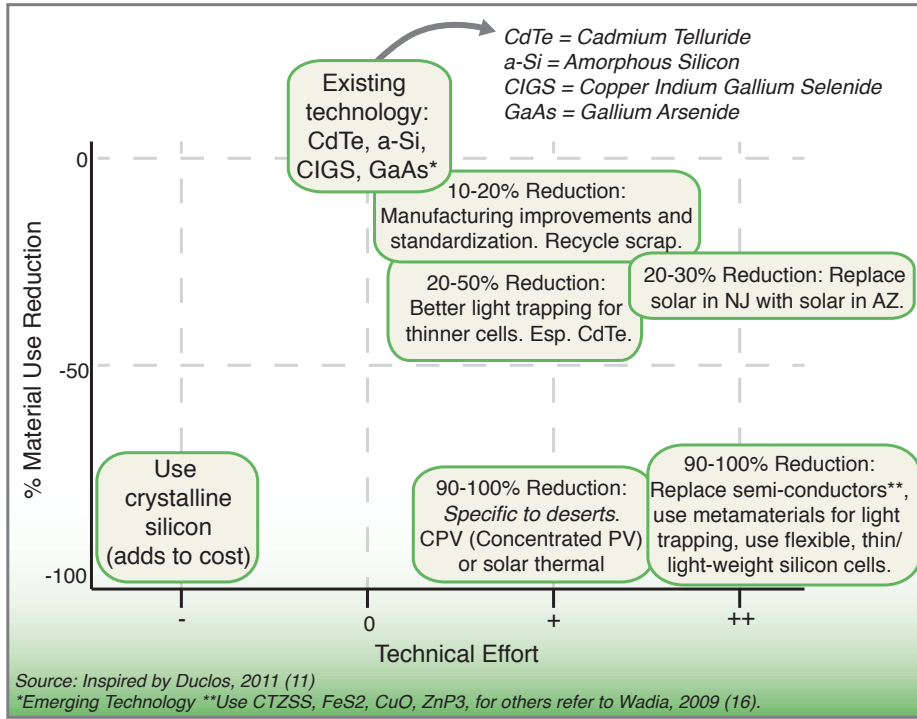 CdTe = Cadmium Telluride
a-Si = Amorphous Silicon
CIGS = Copper Indium Gallium Selenide
GaAs = Gallium Arsenide
Existing
technology:
CdTe, a-Si,
CIGS, GaAs*
0
10-20% Reduction:
Manufacturing improvements and
standardization. Recycle scrap.
20-50% Reduction:
Better light trapping for
thinner cells. Esp. CdTe.
20-30% Reduction: Replace
solar in NJ with solar in AZ.
% Material Use Reduction
-50
Use
crystalline
silicon
(adds to cost)
90-100% Reduction:
Specific to deserts.
CPV (Concentrated PV)
or solar thermal
90-100% Reduction:
Replace semi-conductors**,
use metamaterials for light
trapping, use flexible, thin/
light-weight silicon cells.
-100
- 0 + ++
Technical Effort
Source: Inspired by Duclos, 2011 (11)
*Emerging Technology **Use CTZSS, FeS2, CuO, ZnP3, for others refer to Wadia, 2009 (16).